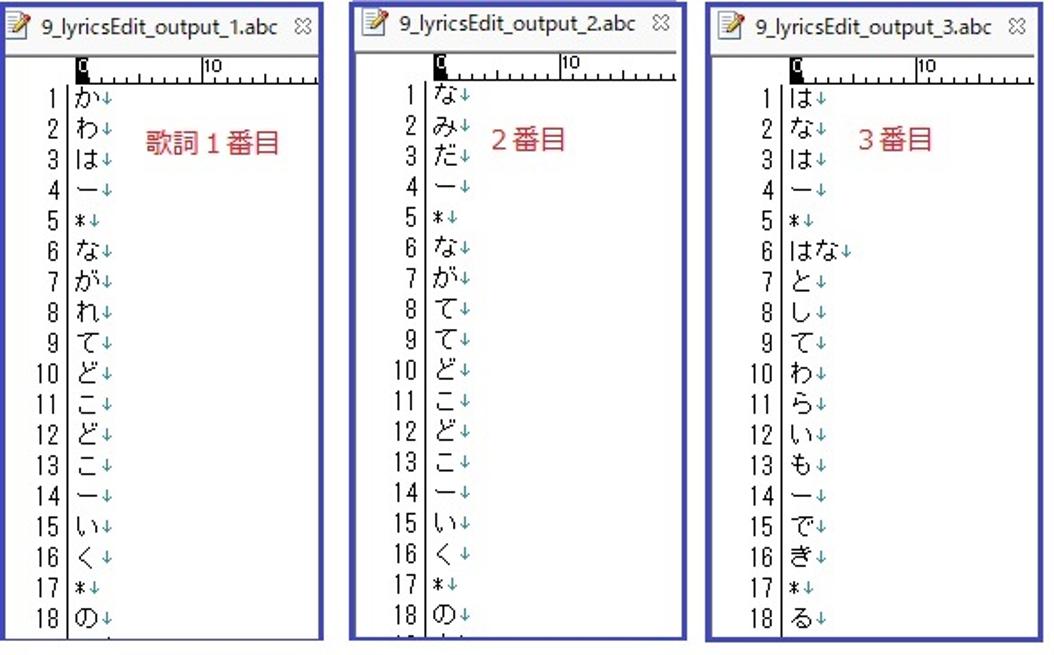 9_lyricsEdit_output_1.abc
0 10
歌詞１番目
1 か↓
2 わ↓
3 は↓
4 ー↓
5 *↓
6 な↓
7 が↓
8 れ↓
9 て↓
10 ど↓
11 こ↓
12 ど↓
13 こ↓
14 ー↓
15 い↓
16 く↓
17 *↓
18 の↓
9_lyricsEdit_output_2.abc
0 10
２番目
1 な↓
2 み↓
3 だ↓
4 ー↓
5 *↓
6 な↓
7 が↓
8 て↓
9 て↓
10 ど↓
11 こ↓
12 ど↓
13 こ↓
14 ー↓
15 い↓
16 く↓
17 *↓
18 の↓
9_lyricsEdit_output_3.abc
0 10
３番目
1 は↓
2 な↓
3 は↓
4 ー↓
5 *↓
6 はな↓
7 と↓
8 し↓
9 て↓
10 わ↓
11 ら↓
12 い↓
13 も↓
14 ー↓
15 で↓
16 ぎ↓
17 *↓
18 る↓